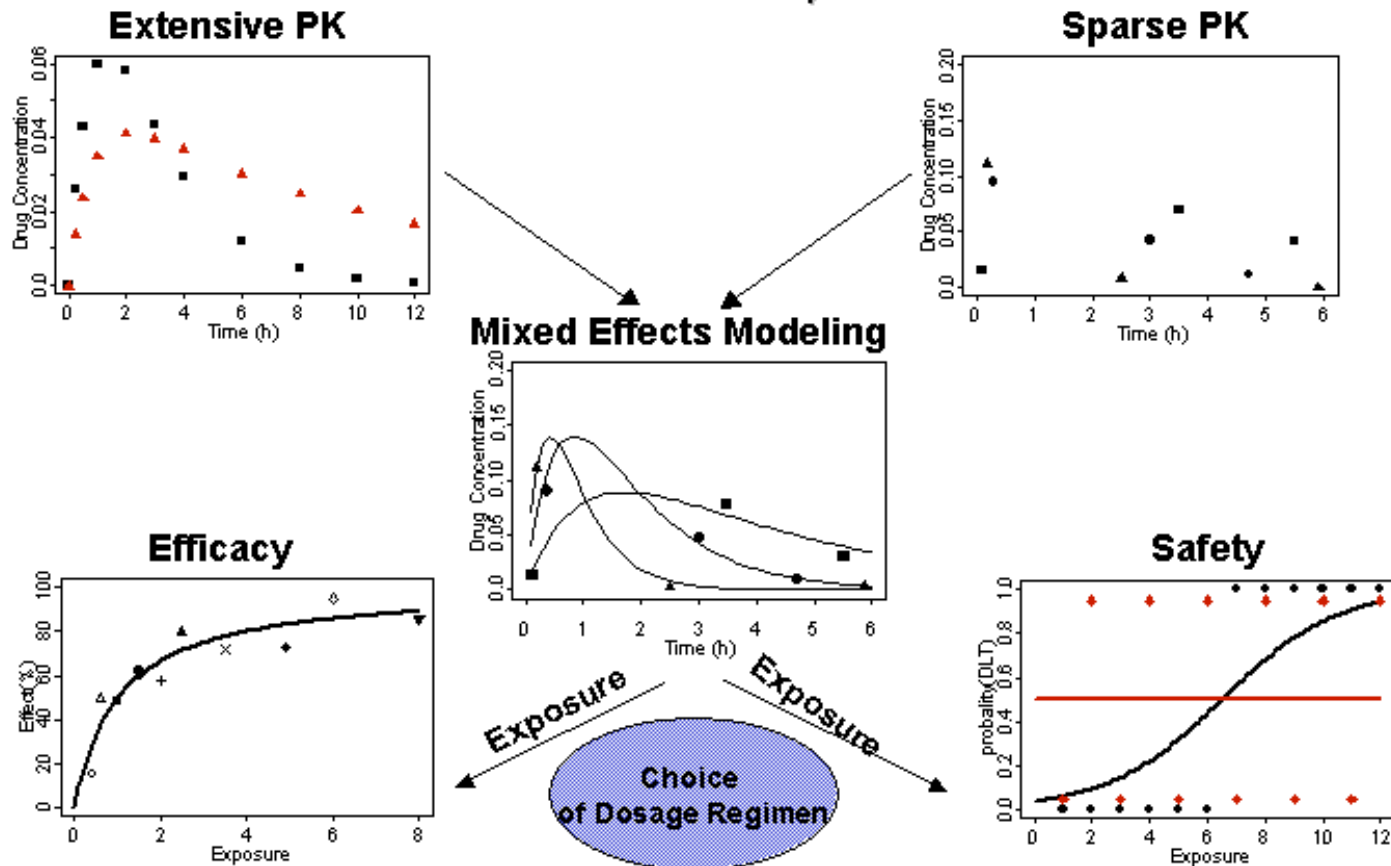 Extensive PK
Drug Concentration
0.0 0.02 0.04 0.06
0 2 4 6 8 10 12
Time (h)
Sparse PK
Drug Concentration
0.0 0.05 0.10 0.15 0.20
0 1 2 3 4 5 6
Time (h)
Mixed Effects Modeling
Drug Concentration
0.0 0.05 0.10 0.15 0.20
0 1 2 3 4 5 6
Time (h)
Efficacy
Effect(%)
0 20 40 60 80 100
0 2 4 6 8
Exposure
Exposure
Exposure
Choice
of Dosage Regimen
Safety
probality(DLT)
0.0 0.2 0.4 0.6 0.8 1.0
0 2 4 6 8 10 12
Exposure